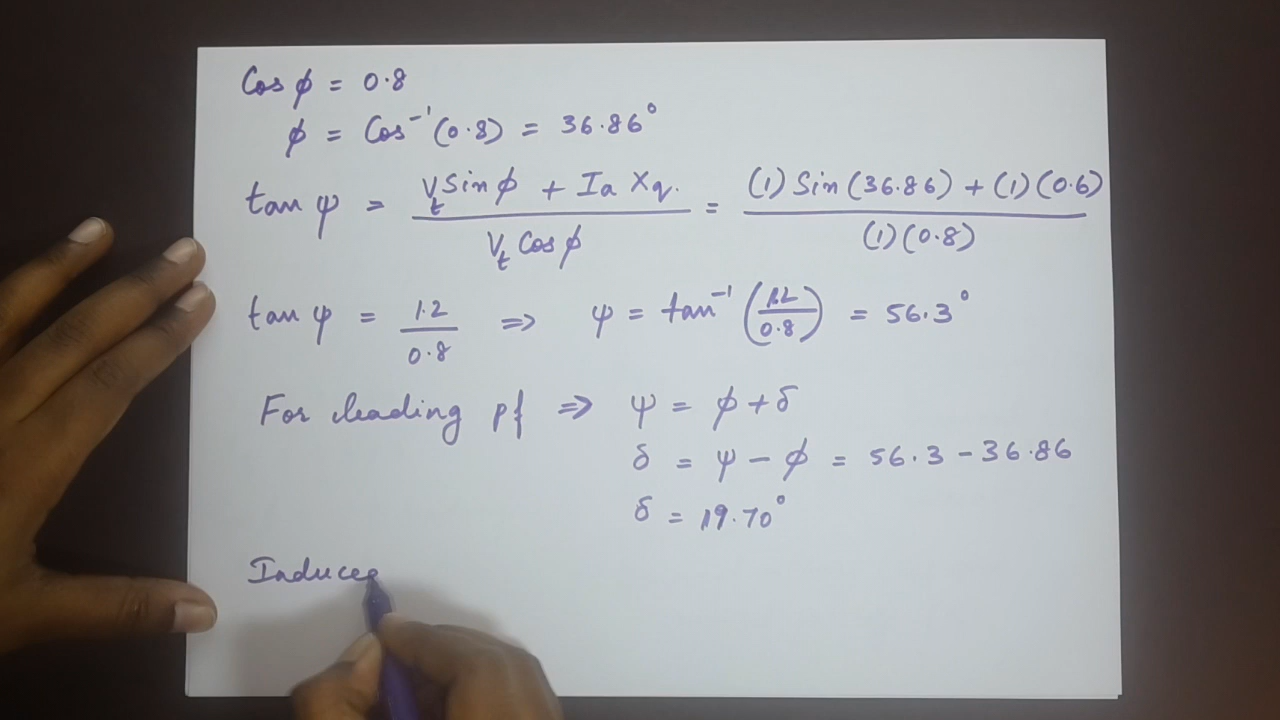 Cos φ = 0.8
φ = Cos⁻¹(0.8) = 36.86°
tan ψ = (Vt Sin φ + Ia Xq.) / (Vt Cos φ) = ((1) Sin(36.86) + (1)(0.6)) / ((1)(0.8))
tan ψ = 1.2 / 0.8 ⇒ ψ = tan⁻¹(1.2 / 0.8) = 56.3°
For leading pf ⇒ ψ = φ + δ
δ = ψ − φ = 56.3 − 36.86
δ = 19.70°
Induce